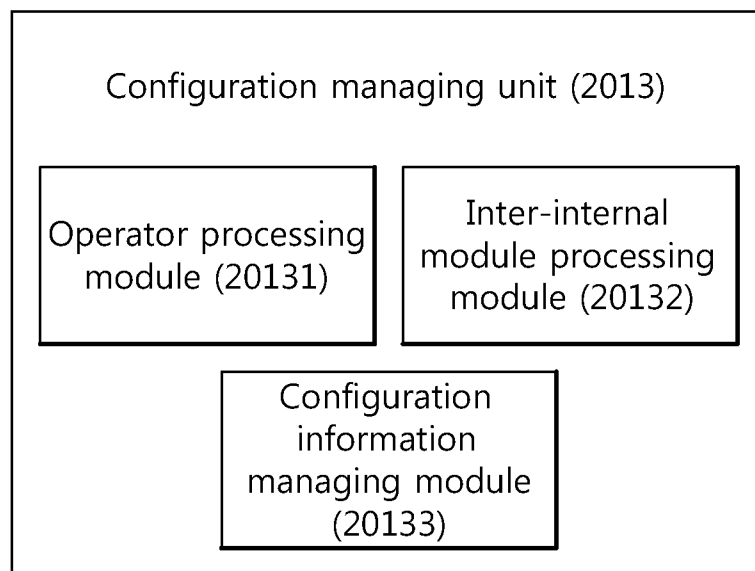 Configuration managing unit (2013)
Operator processing
module (20131)
Inter-internal
module processing
module (20132)
Configuration
information
managing module
(20133)